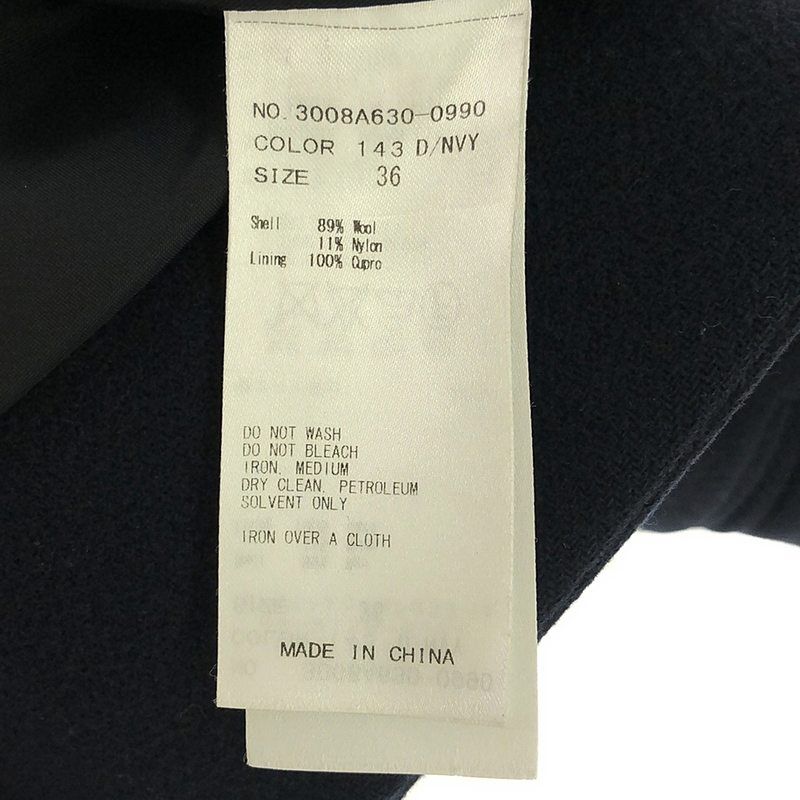 NO. 3008A630-0990
COLOR 143 D/NVY
SIZE 36
Shell 89% Wool
11% Nylon
Lining 100% Cupro
DO NOT WASH
DO NOT BLEACH
IRON, MEDIUM
DRY CLEAN, PETROLEUM
SOLVENT ONLY
IRON OVER A CLOTH
MADE IN CHINA